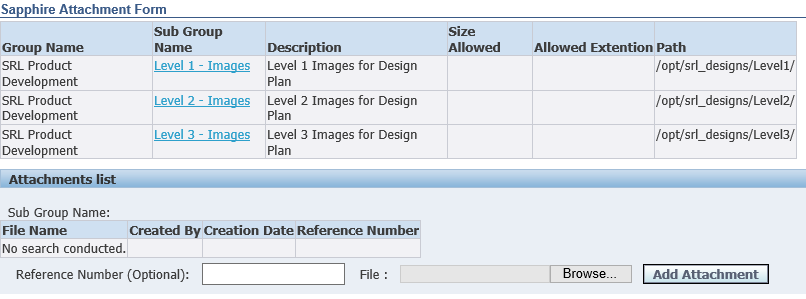 Sapphire Attachment Form
Group Name Sub Group Name Description Size Allowed Allowed Extention Path
SRL Product Development Level 1 - Images Level 1 Images for Design Plan /opt/srl_designs/Level1/
SRL Product Development Level 2 - Images Level 2 Images for Design Plan /opt/srl_designs/Level2/
SRL Product Development Level 3 - Images Level 3 Images for Design Plan /opt/srl_designs/Level3/
Attachments list
Sub Group Name:
File Name Created By Creation Date Reference Number
No search conducted.
Reference Number (Optional): File : Browse... Add Attachment